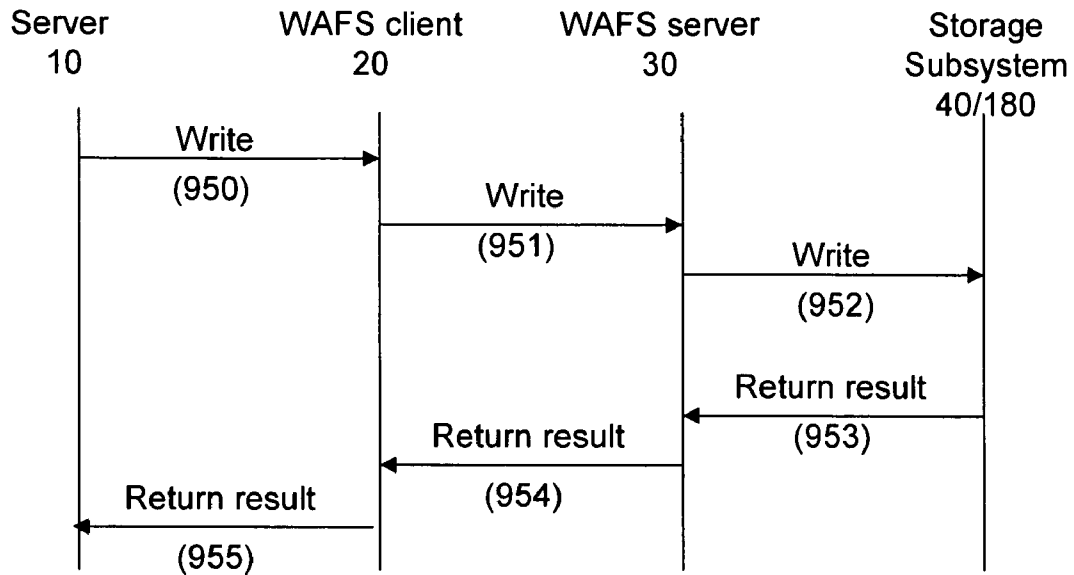 Server
10
WAFS client
20
WAFS server
30
Storage
Subsystem
40/180
Write
(950)
Write
(951)
Write
(952)
Return result
(953)
Return result
(954)
Return result
(955)